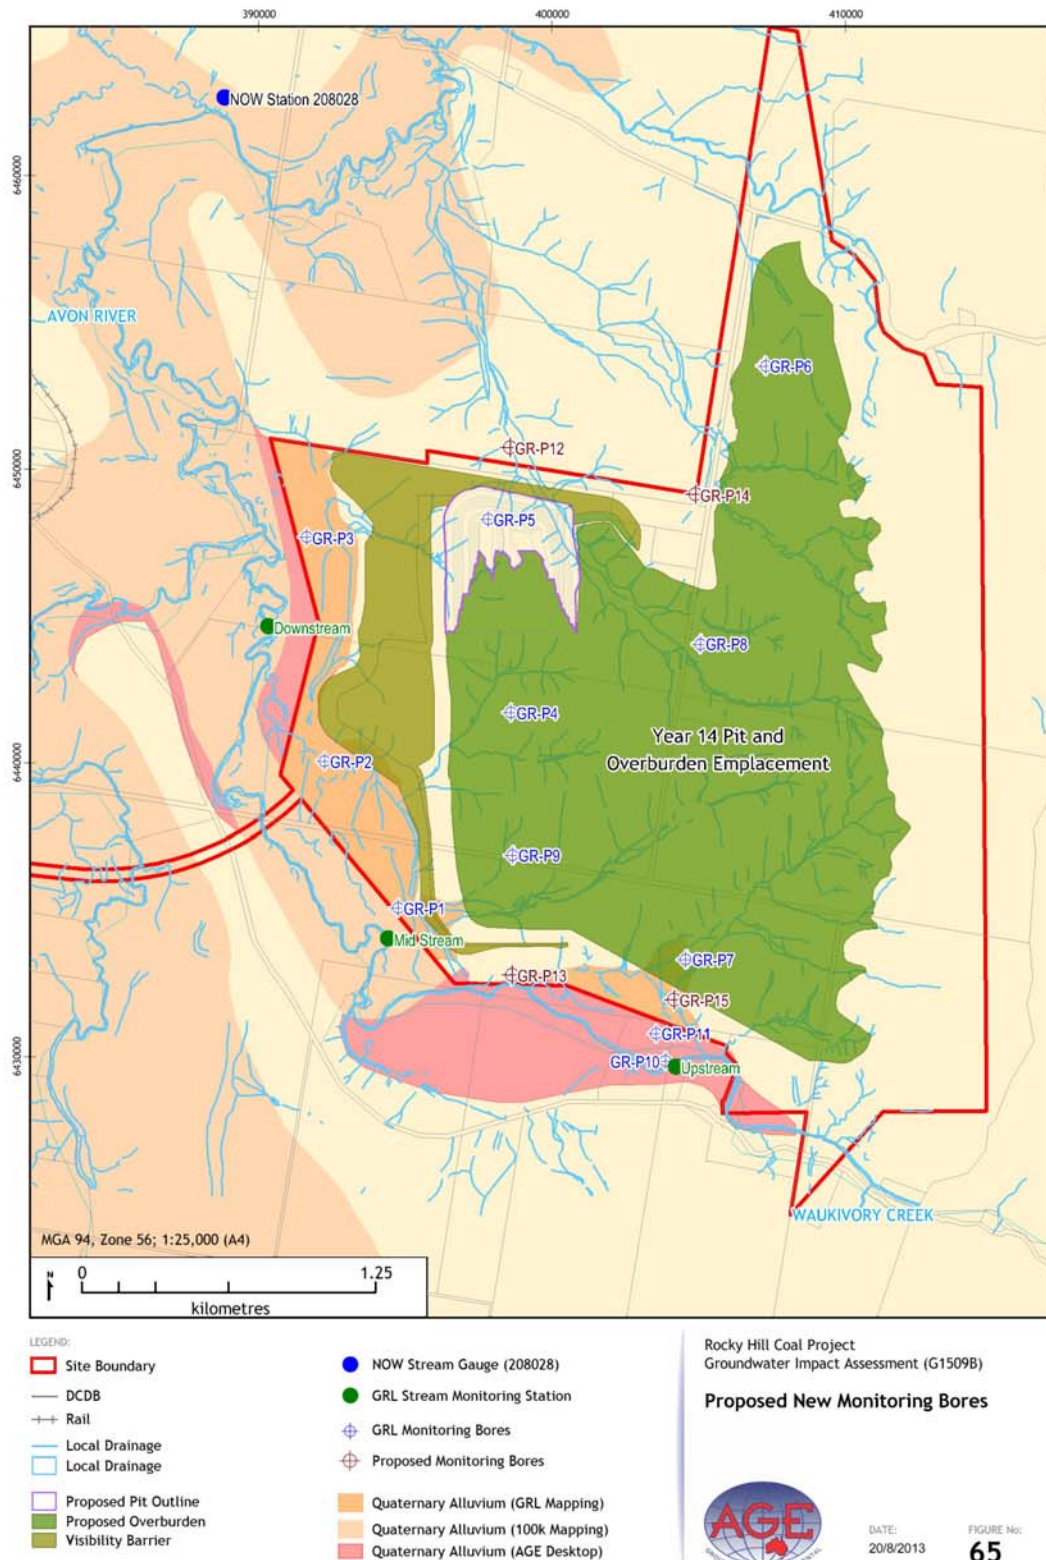 390000
400000
410000
NOW Station 208028
6460000
AVON RIVER
GR-P6
GR-P12
6450000
GR-P14
GR-P5
GR-P3
Downstream
GR-P8
GR-P4
Year 14 Pit and
Overburden Emplacement
GR-P2
6440000
GR-P9
GR-P1
Mid Stream
GR-P7
GR-P13
GR-P15
GR-P11
6430000
GR-P10
Upstream
WAUKIVORY CREEK
MGA 94, Zone 56; 1:25,000 (A4)
N
0
1.25
kilometres
LEGEND:
Site Boundary
DCDB
Rail
Local Drainage
Local Drainage
Proposed Pit Outline
Proposed Overburden
Visibility Barrier
NOW Stream Gauge (208028)
GRL Stream Monitoring Station
GRL Monitoring Bores
Proposed Monitoring Bores
Quaternary Alluvium (GRL Mapping)
Quaternary Alluvium (100k Mapping)
Quaternary Alluvium (AGE Desktop)
Rocky Hill Coal Project
Groundwater Impact Assessment (G1509B)
Proposed New Monitoring Bores
AGE
DATE:
20/8/2013
FIGURE No:
65